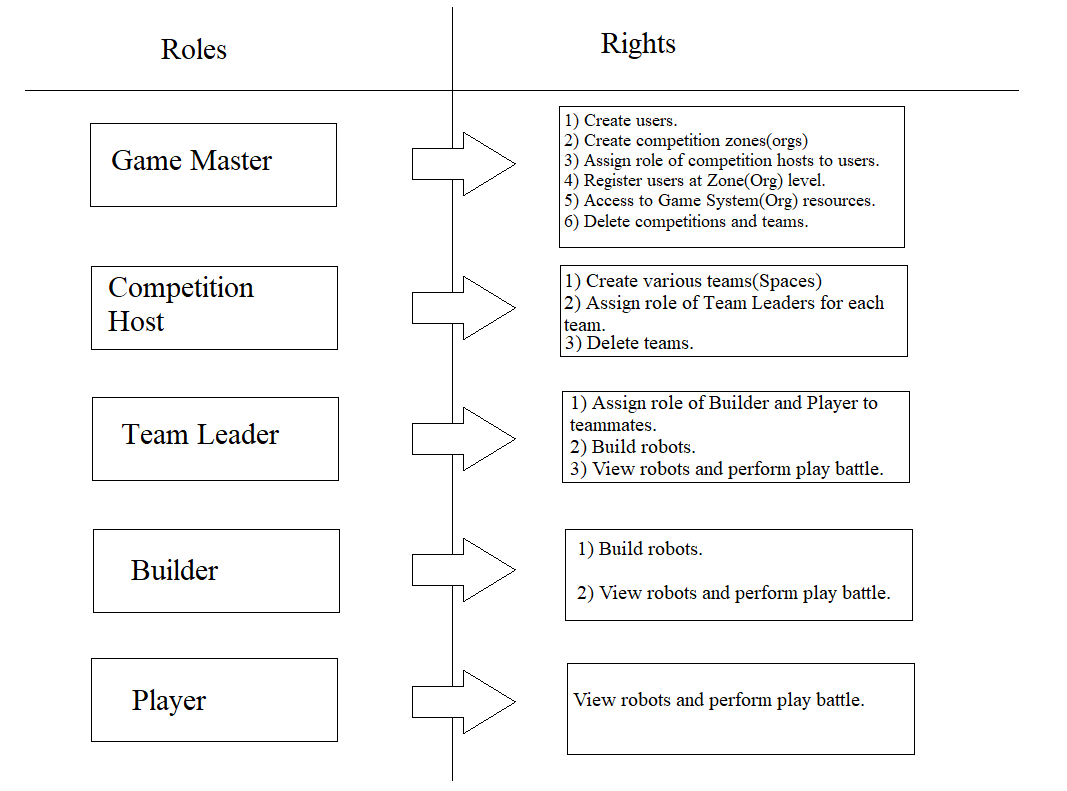 Roles
Rights
Game Master
1) Create users.
2) Create competition zones(orgs)
3) Assign role of competition hosts to users.
4) Register users at Zone(Org) level.
5) Access to Game System(Org) resources.
6) Delete competitions and teams.
Competition
Host
1) Create various teams(Spaces)
2) Assign role of Team Leaders for each
team.
3) Delete teams.
Team Leader
1) Assign role of Builder and Player to
teammates.
2) Build robots.
3) View robots and perform play battle.
Builder
1) Build robots.
2) View robots and perform play battle.
Player
View robots and perform play battle.